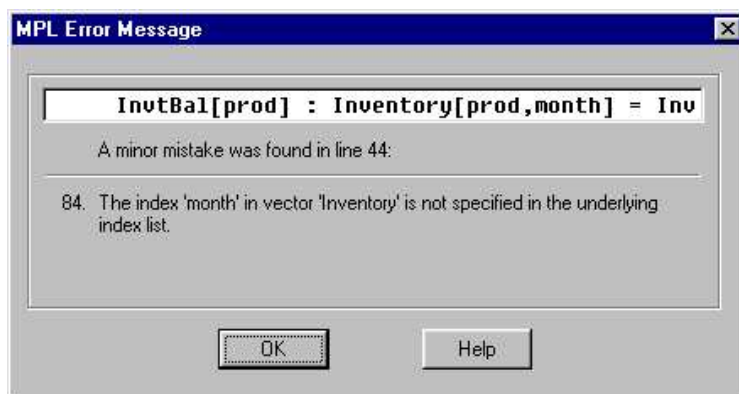 MPL Error Message
InvtBal[prod] : Inventory[prod,month] = Inv
A minor mistake was found in line 44:
84. The index 'month' in vector 'Inventory' is not specified in the underlying
index list.
OK Help